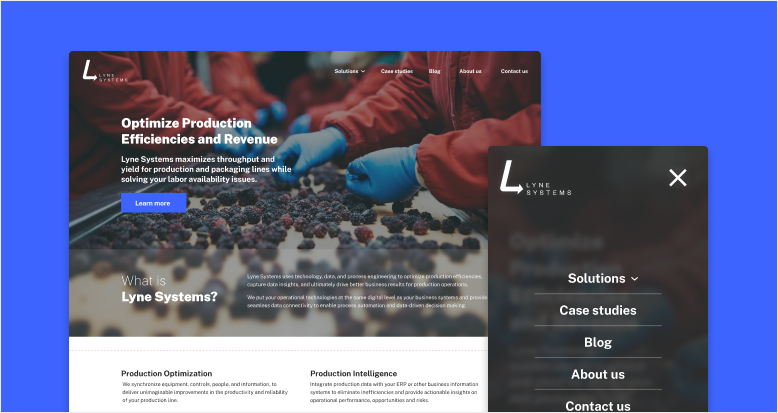 LYNE
SYSTEMS
Solutions
Case studies
Blog
About us
Contact us
Optimize Production
Efficiencies and Revenue
Lyne Systems maximizes throughput and
yield for production and packaging lines while
solving your labor availability issues.
Learn more
What is
Lyne Systems?
Lyne Systems uses technology, data, and process engineering to optimize production efficiencies,
capture data insights, and ultimately drive better business results for production operations.
We put your operational technologies at the same digital level as your business systems and provide
seamless data connectivity to enable process automation and data-driven decision making.
Production Optimization
We synchronize equipment, controls, people, and information, to
deliver unimaginable improvements in the productivity and reliability
of your production line.
Production Intelligence
Integrate production data with your ERP or other business information
systems to eliminate inefficiencies and provide actionable insights on
operational performance, opportunities and risks.
LYNE
SYSTEMS
Solutions
Case studies
Blog
About us
Contact us